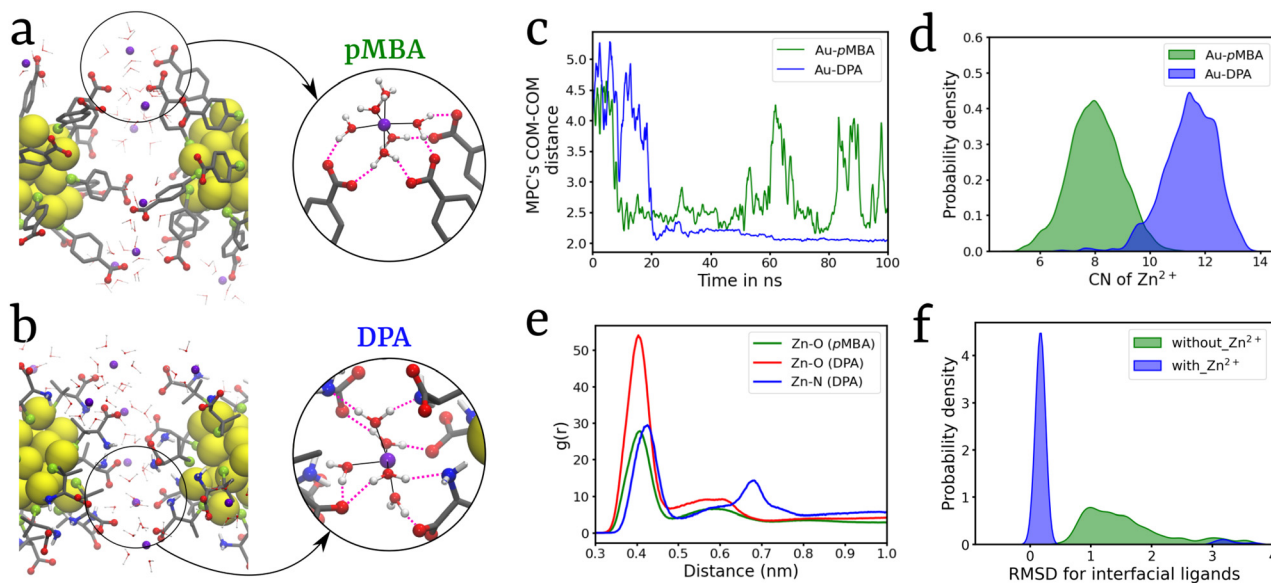 a
pMBA
b
DPA
c
MPC's COM-COM
distance
5.0
4.5
4.0
3.5
3.0
2.5
2.0
0
20
40
60
80
100
Time in ns
Au-pMBA
Au-DPA
d
Probability density
0.6
0.5
0.4
0.3
0.2
0.1
0.0
6
8
10
12
14
CN of Zn²⁺
Au-pMBA
Au-DPA
e
g(r)
50
40
30
20
10
0
0.3
0.4
0.5
0.6
0.7
0.8
0.9
1.0
Distance (nm)
Zn-O (pMBA)
Zn-O (DPA)
Zn-N (DPA)
f
Probability density
4
3
2
1
0
0
1
2
3
4
RMSD for interfacial ligands
without_Zn²⁺
with_Zn²⁺